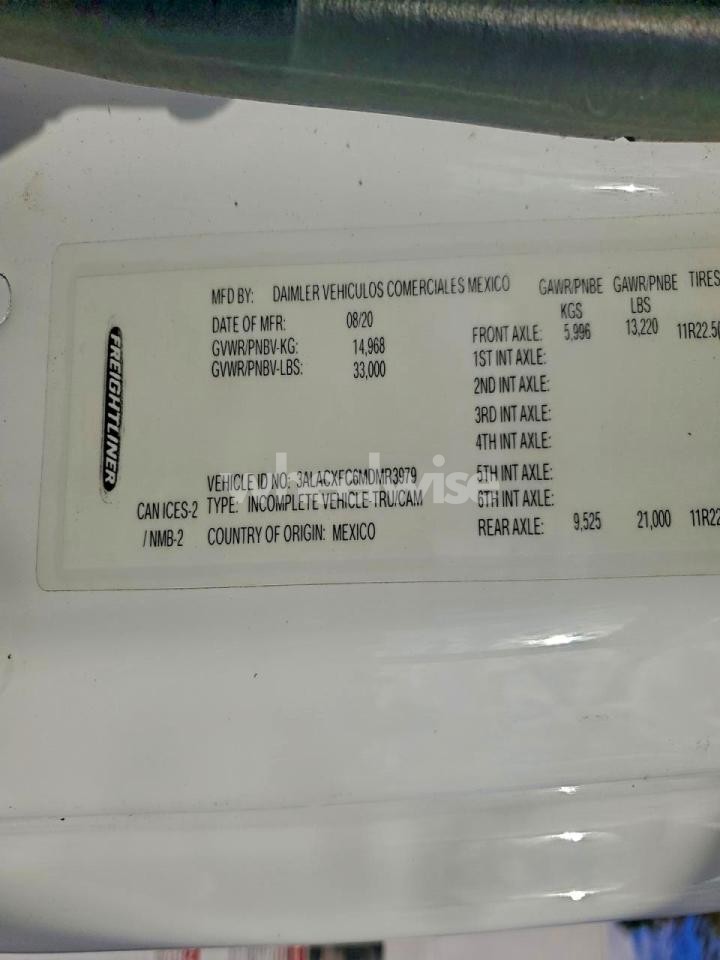 FREIGHTLINER
CAN ICES-2
/ NMB-2
MFD BY: DAIMLER VEHICULOS COMERCIALES MEXICO
DATE OF MFR: 08/20
GVWR/PNBV-KG: 14,968
GVWR/PNBV-LBS: 33,000
VEHICLE ID NO: 3ALACXFC6MDMR3979
TYPE: INCOMPLETE VEHICLE-TRU/CAM
COUNTRY OF ORIGIN: MEXICO
GAWR/PNBE KGS GAWR/PNBE LBS TIRES
FRONT AXLE: 5,996 13,220 11R22.5(
1ST INT AXLE:
2ND INT AXLE:
3RD INT AXLE:
4TH INT AXLE:
5TH INT AXLE:
6TH INT AXLE:
REAR AXLE: 9,525 21,000 11R22